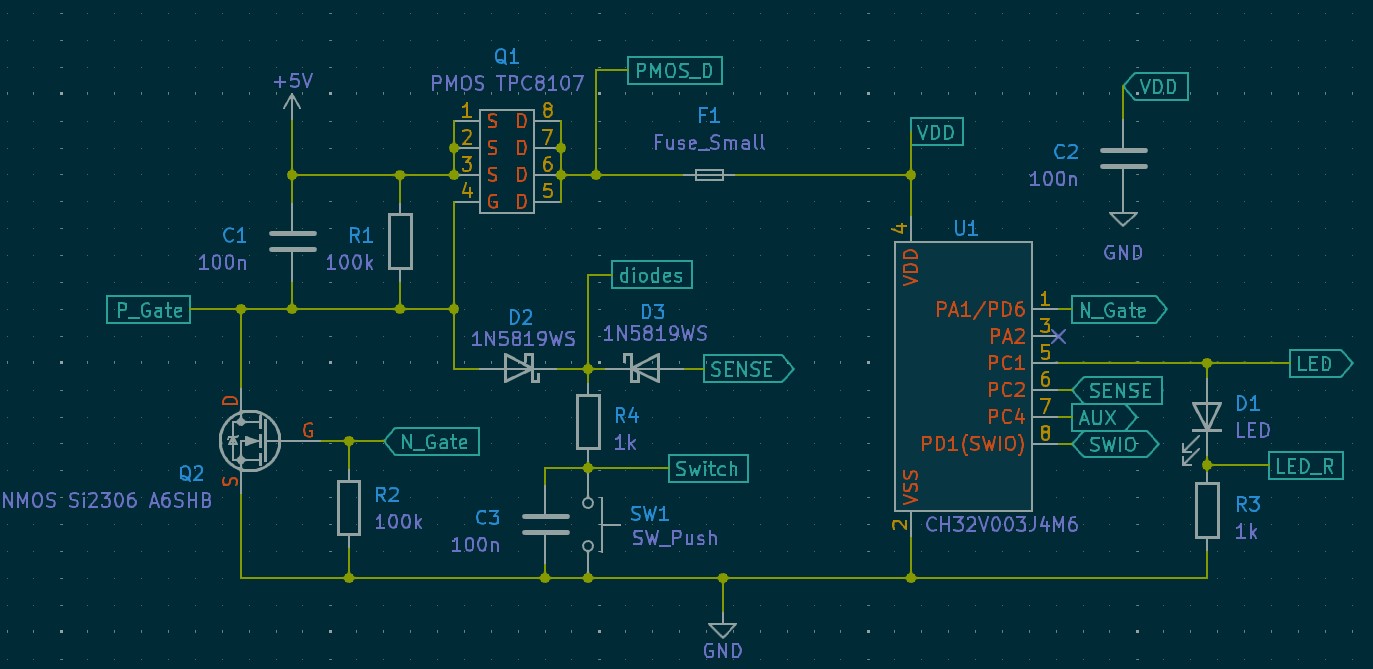 Q1
PMOS TPC8107
+5V
PMOS_D
1 S D 8
2 S D 7
3 S D 6
4 G D 5
F1
Fuse_Small
VDD
VDD
C2
100n
GND
C1
100n
R1
100k
P_Gate
diodes
D2
1N5819WS
D3
1N5819WS
SENSE
4
U1
VDD
PA1/PD6 1 N_Gate
PA2 3
PC1 5
PC2 6 SENSE
PC4 7 AUX
PD1(SWIO) 8 SWIO
VSS
2
CH32V003J4M6
LED
D1
LED
LED_R
R3
1k
D
G
S
N_Gate
Q2
NMOS Si2306 A6SHB
R2
100k
R4
1k
Switch
C3
100n
SW1
SW_Push
GND